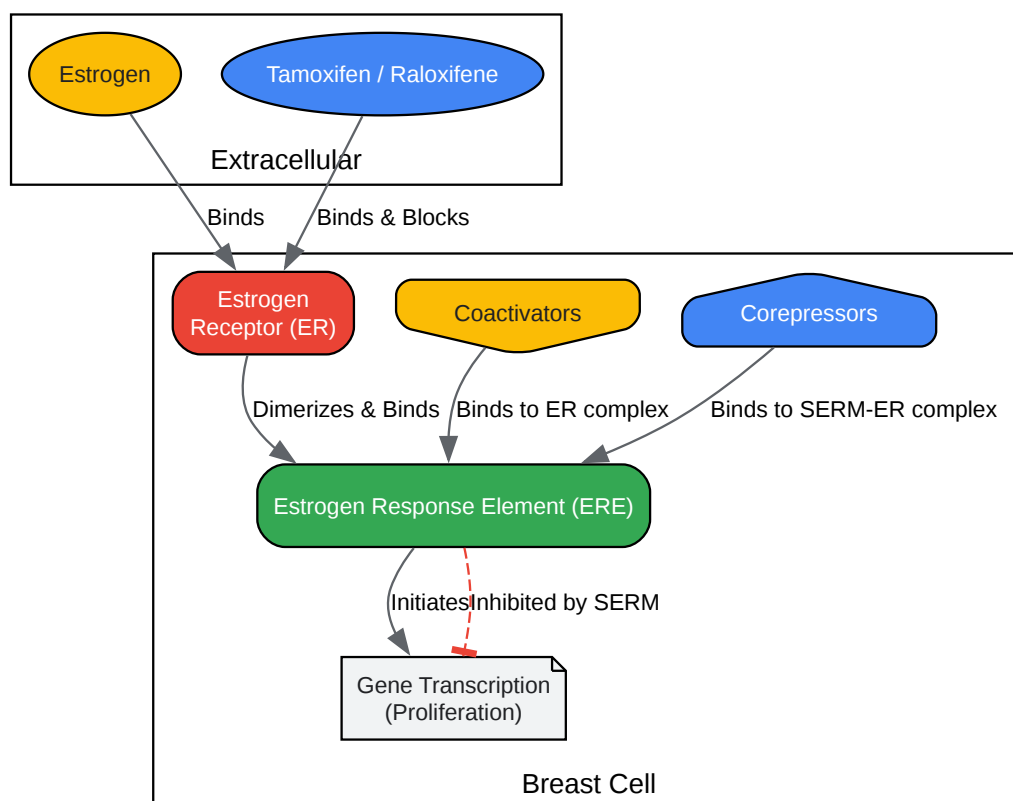 Estrogen
Tamoxifen / Raloxifene
Extracellular
Binds
Binds & Blocks
Estrogen
Receptor (ER)
Coactivators
Corepressors
Dimerizes & Binds
Binds to ER complex
Binds to SERM-ER complex
Estrogen Response Element (ERE)
Initiates
Inhibited by SERM
Gene Transcription
(Proliferation)
Breast Cell